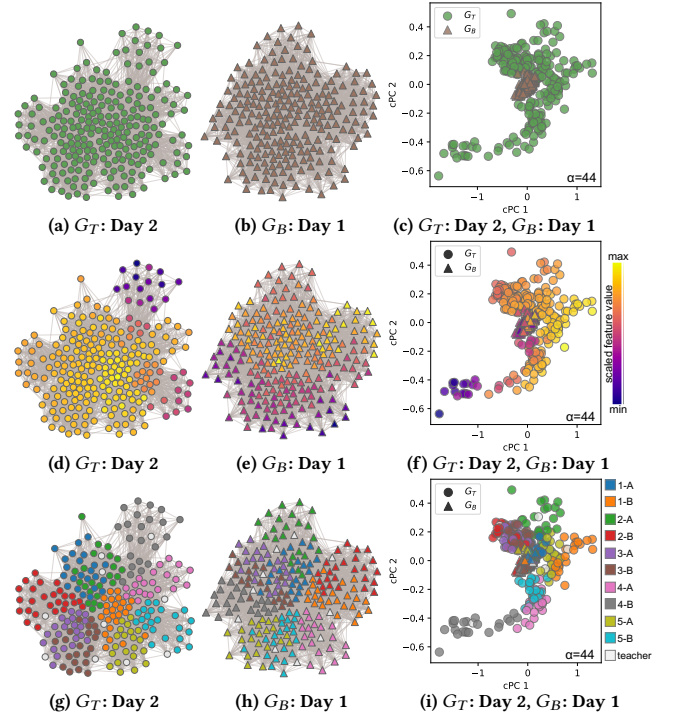 G_T
G_B
cPC 2
0.6
0.4
0.2
0.0
−0.2
−0.4
−0.6
−1
0
1
cPC 1
α=44
(a) G_T: Day 2
(b) G_B: Day 1
(c) G_T: Day 2, G_B: Day 1
G_T
G_B
cPC 2
0.6
0.4
0.2
0.0
−0.2
−0.4
−0.6
−1
0
1
cPC 1
α=44
max
scaled feature value
min
(d) G_T: Day 2
(e) G_B: Day 1
(f) G_T: Day 2, G_B: Day 1
G_T
G_B
cPC 2
0.6
0.4
0.2
0.0
−0.2
−0.4
−0.6
−1
0
1
cPC 1
α=44
1-A
1-B
2-A
2-B
3-A
3-B
4-A
4-B
5-A
5-B
teacher
(g) G_T: Day 2
(h) G_B: Day 1
(i) G_T: Day 2, G_B: Day 1